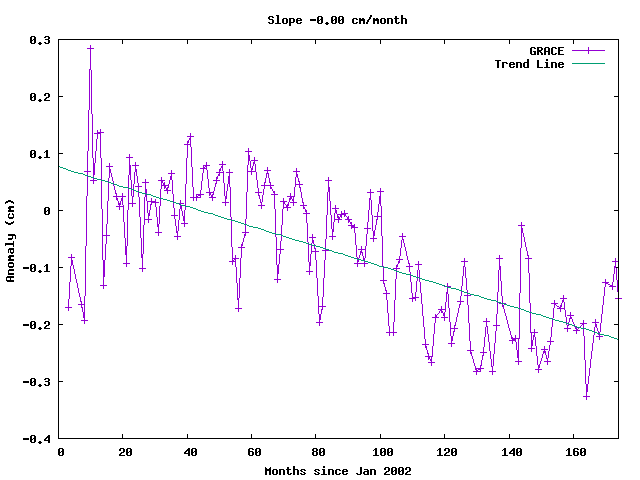 Slope -0.00 cm/month
GRACE
Trend Line
0.3
0.2
0.1
0
-0.1
-0.2
-0.3
-0.4
Anomaly (cm)
0 20 40 60 80 100 120 140 160
Months since Jan 2002